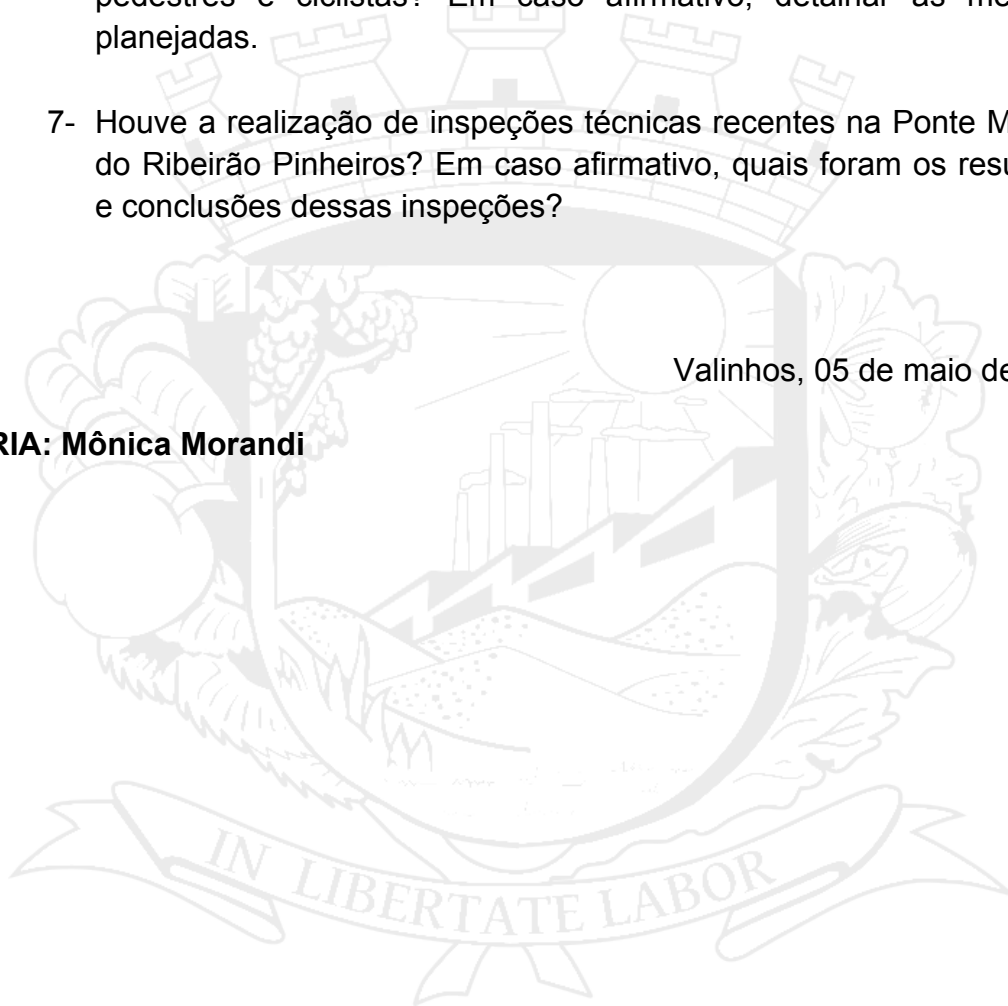 pedestres e ciclistas? Em caso afirmativo, detalhar as
planejadas.
7- Houve a realização de inspeções técnicas recentes na Ponte
do Ribeirão Pinheiros? Em caso afirmativo, quais foram os
e conclusões dessas inspeções?
Valinhos, 05 de maio de
RIA: Mônica Morandi
IN LIBERTATE LABOR